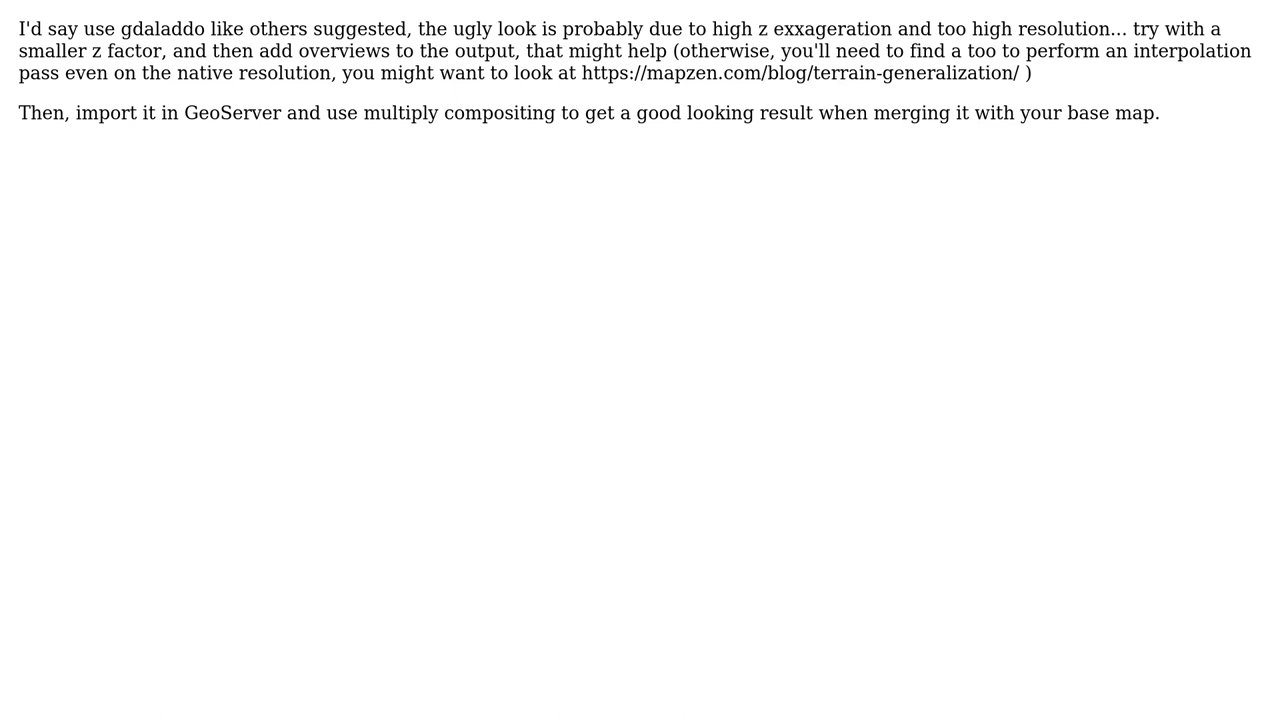 I'd say use gdaladdo like others suggested, the ugly look is probably due to high z exxageration and too high resolution... try with a
smaller z factor, and then add overviews to the output, that might help (otherwise, you'll need to find a too to perform an interpolation
pass even on the native resolution, you might want to look at https://mapzen.com/blog/terrain-generalization/ )
Then, import it in GeoServer and use multiply compositing to get a good looking result when merging it with your base map.